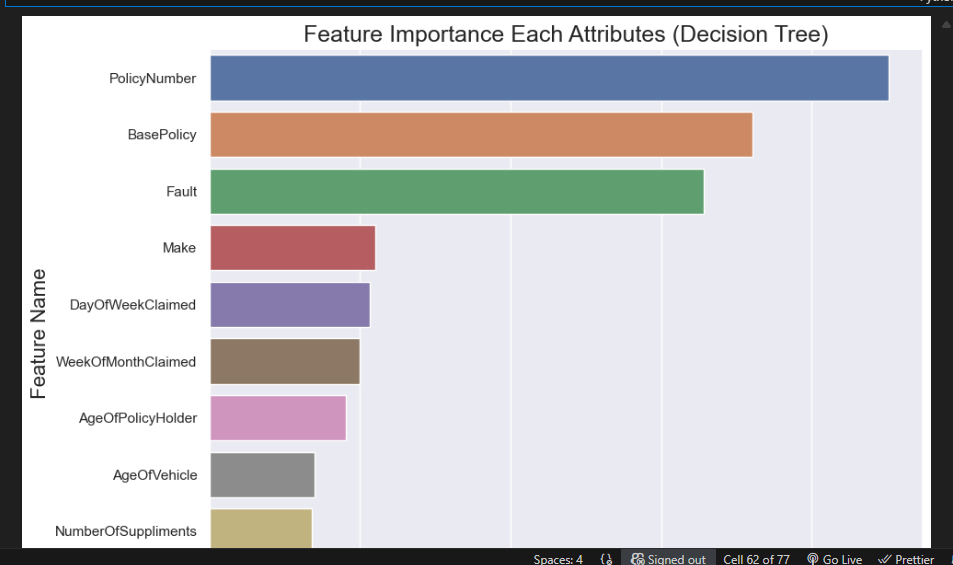 Feature Importance Each Attributes (Decision Tree)
Feature Name
PolicyNumber
BasePolicy
Fault
Make
DayOfWeekClaimed
WeekOfMonthClaimed
AgeOfPolicyHolder
AgeOfVehicle
NumberOfSuppliments
Spaces: 4 Signed out Cell 62 of 77 Go Live Prettier